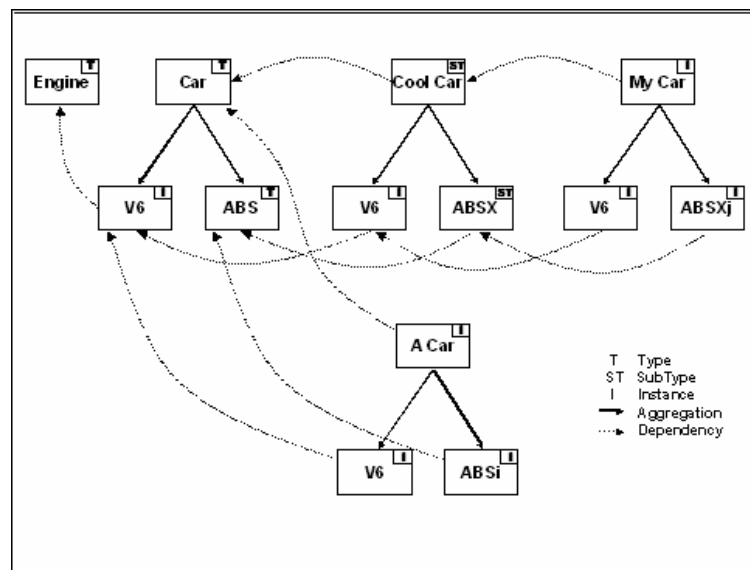 T T ST I
Engine Car Cool Car My Car
I T I ST I I
V6 ABS V6 ABSX V6 ABSXj
I
A Car
T Type
ST SubType
I Instance
Aggregation
Dependency
I I
V6 ABSi